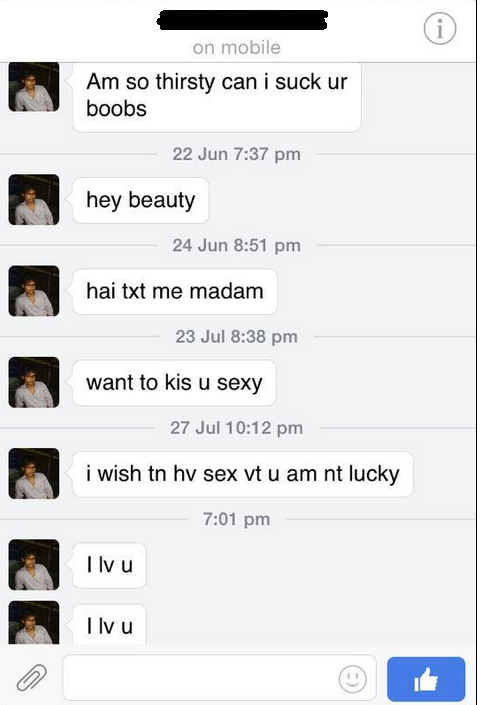 on mobile
Am so thirsty can i suck ur
boobs
22 Jun 7:37 pm
hey beauty
24 Jun 8:51 pm
hai txt me madam
23 Jul 8:38 pm
want to kis u sexy
27 Jul 10:12 pm
i wish tn hv sex vt u am nt lucky
7:01 pm
I lv u
I lv u